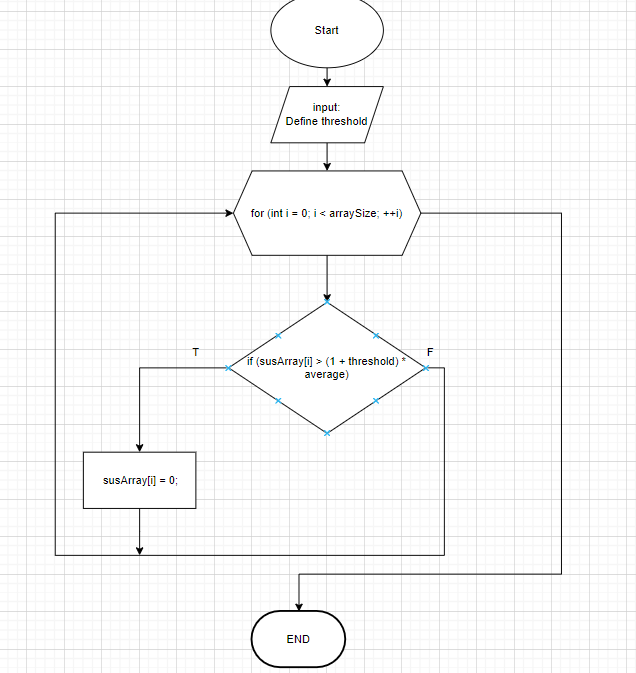 Start
input:
Define threshold
for (int i = 0; i < arraySize; ++i)
T
F
if (susArray[i] > (1 + threshold) *
average)
susArray[i] = 0;
END